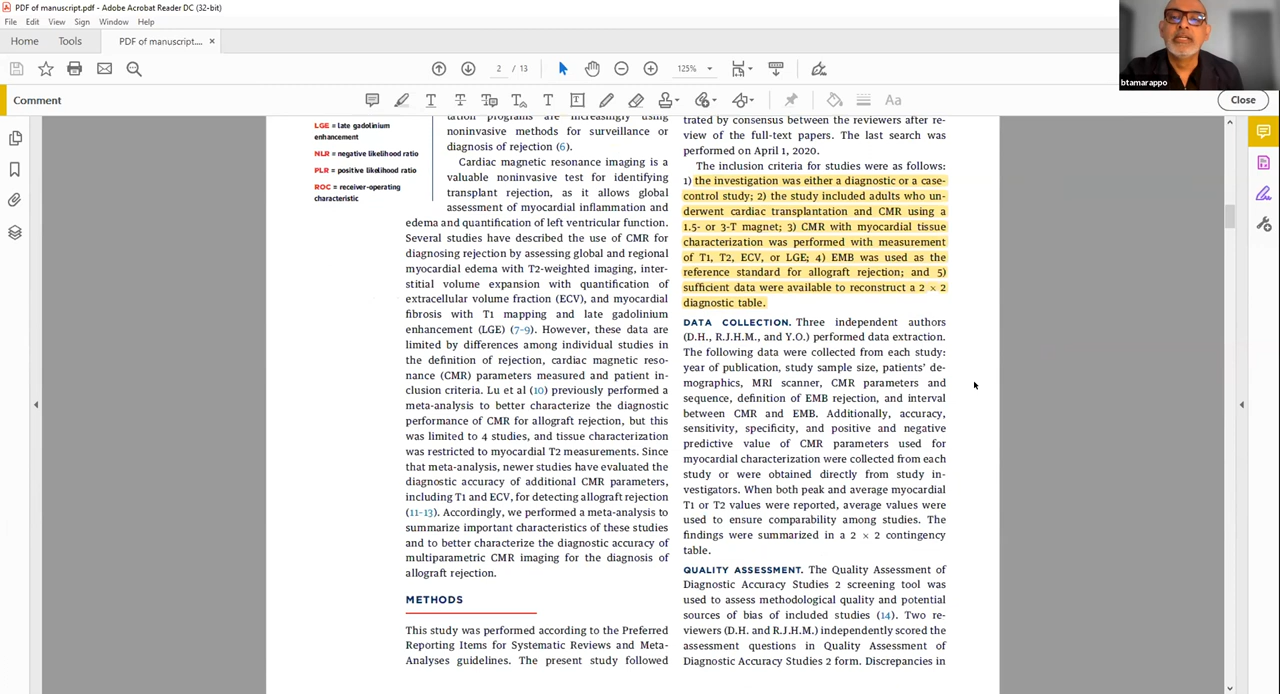 PDF of manuscript.pdf - Adobe Acrobat Reader DC (32-bit)
File Edit View Sign Window Help
Home Tools PDF of manuscript.... ×
2 / 13 125%
btamarappo
Comment
Close
LGE = late gadolinium
enhancement
NLR = negative likelihood ratio
PLR = positive likelihood ratio
ROC = receiver-operating
characteristic
tation programs are increasingly using
noninvasive methods for surveillance or
diagnosis of rejection (6).
Cardiac magnetic resonance imaging is a
valuable noninvasive test for identifying
transplant rejection, as it allows global
assessment of myocardial inflammation and
edema and quantification of left ventricular function.
Several studies have described the use of CMR for
diagnosing rejection by assessing global and regional
myocardial edema with T2-weighted imaging, inter-
stitial volume expansion with quantification of
extracellular volume fraction (ECV), and myocardial
fibrosis with T1 mapping and late gadolinium
enhancement (LGE) (7-9). However, these data are
limited by differences among individual studies in
the definition of rejection, cardiac magnetic reso-
nance (CMR) parameters measured and patient in-
clusion criteria. Lu et al (10) previously performed a
meta-analysis to better characterize the diagnostic
performance of CMR for allograft rejection, but this
was limited to 4 studies, and tissue characterization
was restricted to myocardial T2 measurements. Since
that meta-analysis, newer studies have evaluated the
diagnostic accuracy of additional CMR parameters,
including T1 and ECV, for detecting allograft rejection
(11-13). Accordingly, we performed a meta-analysis to
summarize important characteristics of these studies
and to better characterize the diagnostic accuracy of
multiparametric CMR imaging for the diagnosis of
allograft rejection.
METHODS
This study was performed according to the Preferred
Reporting Items for Systematic Reviews and Meta-
Analyses guidelines. The present study followed
trated by consensus between the reviewers after re-
view of the full-text papers. The last search was
performed on April 1, 2020.
The inclusion criteria for studies were as follows:
1) the investigation was either a diagnostic or a case-
control study; 2) the study included adults who un-
derwent cardiac transplantation and CMR using a
1.5- or 3-T magnet; 3) CMR with myocardial tissue
characterization was performed with measurement
of T1, T2, ECV, or LGE; 4) EMB was used as the
reference standard for allograft rejection; and 5)
sufficient data were available to reconstruct a 2 × 2
diagnostic table.
DATA COLLECTION. Three independent authors
(D.H., R.J.H.M., and Y.O.) performed data extraction.
The following data were collected from each study:
year of publication, study sample size, patients' de-
mographics, MRI scanner, CMR parameters and
sequence, definition of EMB rejection, and interval
between CMR and EMB. Additionally, accuracy,
sensitivity, specificity, and positive and negative
predictive value of CMR parameters used for
myocardial characterization were collected from each
study or were obtained directly from study in-
vestigators. When both peak and average myocardial
T1 or T2 values were reported, average values were
used to ensure comparability among studies. The
findings were summarized in a 2 × 2 contingency
table.
QUALITY ASSESSMENT. The Quality Assessment of
Diagnostic Accuracy Studies 2 screening tool was
used to assess methodological quality and potential
sources of bias of included studies (14). Two re-
viewers (D.H. and R.J.H.M.) independently scored the
assessment questions in Quality Assessment of
Diagnostic Accuracy Studies 2 form. Discrepancies in